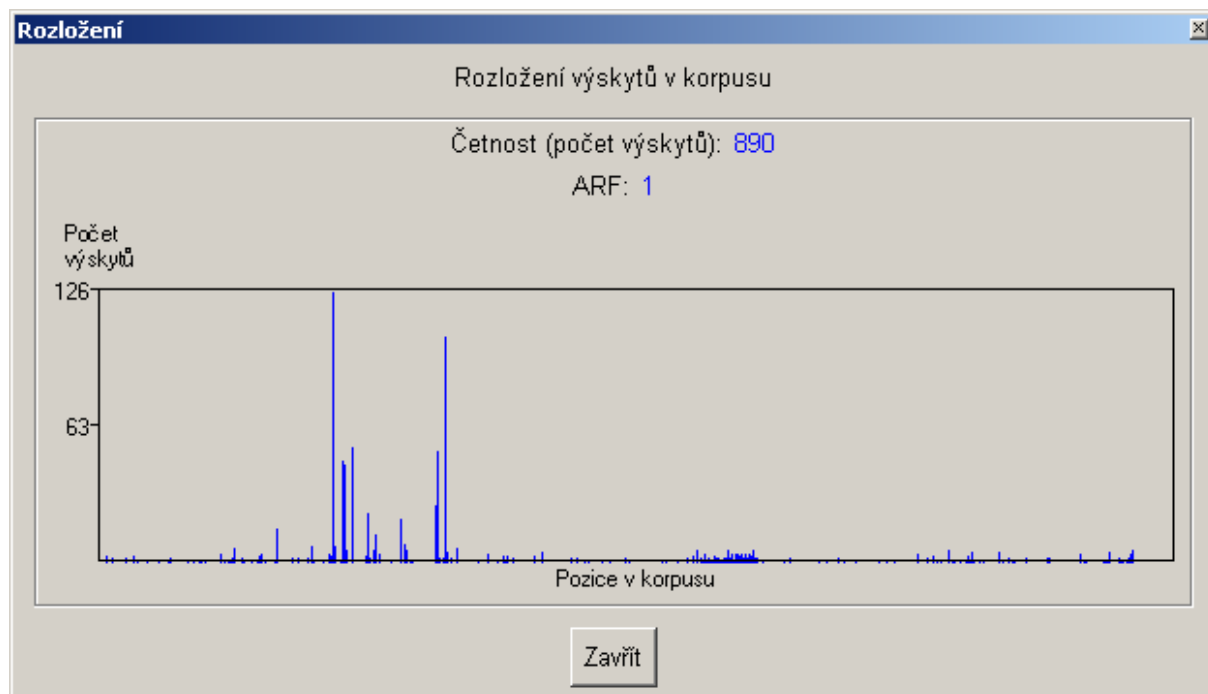 Rozložení
Rozložení výskytů v korpusu
Četnost (počet výskytů): 890
ARF: 1
Počet
výskytů
126
63
Pozice v korpusu
Zavřít